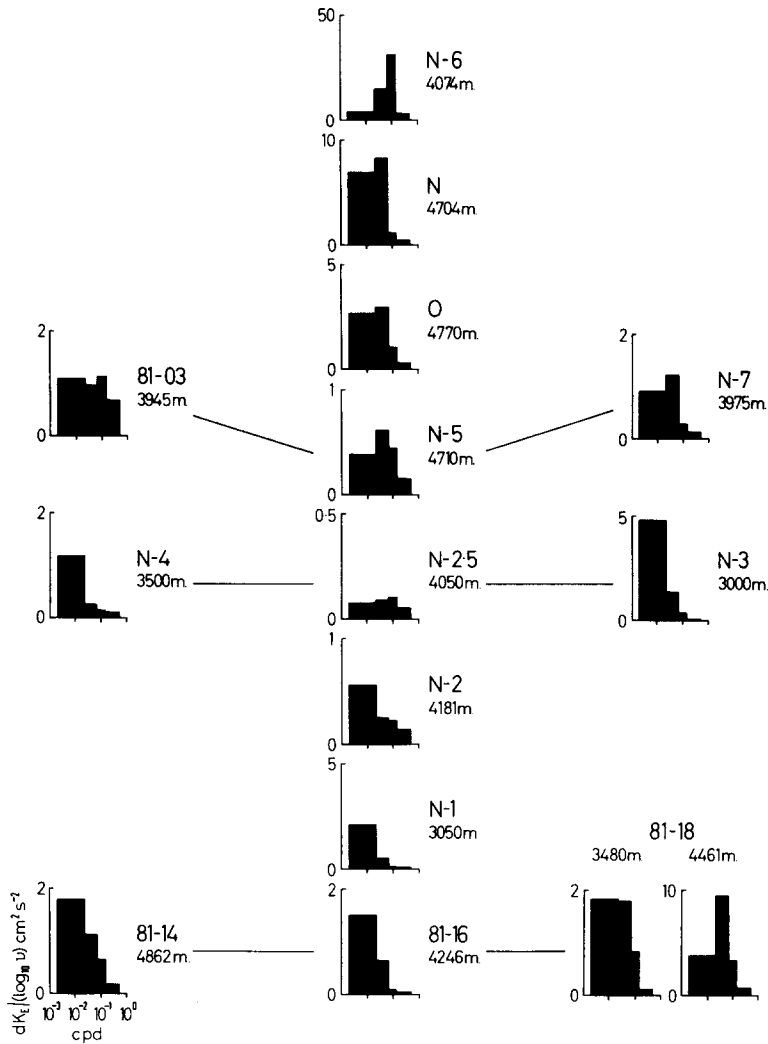 50
0
N-6
4074m.
10
0
N
4704m.
5
0
O
4770m.
2
0
81-03
3945m.
1
0
N-5
4710m.
2
0
N-7
3975m.
2
0
N-4
3500m.
0·5
0
N-2·5
4050m.
5
0
N-3
3000m.
1
0
N-2
4181m.
5
0
N-1
3050m
81-18
3480m 4461m.
2
0
81-14
4862m.
2
0
81-16
4246m.
2
0
10
0
dK_E/(log₁₀ ν) cm² s⁻²
10⁻³ 10⁻² 10⁻¹ 10⁰
cpd